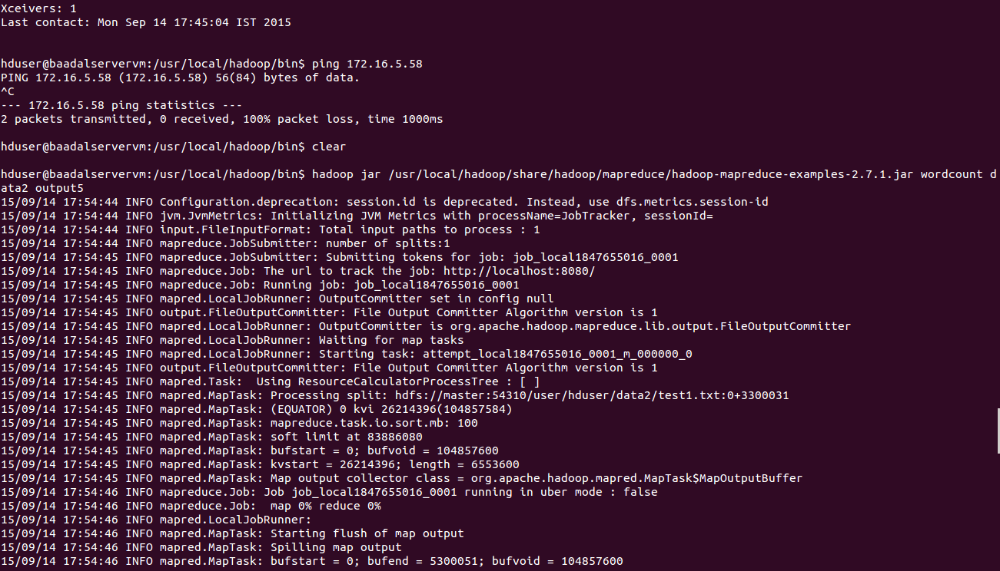 Xceivers: 1
Last contact: Mon Sep 14 17:45:04 IST 2015
hduser@baadalservervm:/usr/local/hadoop/bin$ ping 172.16.5.58
PING 172.16.5.58 (172.16.5.58) 56(84) bytes of data.
^C
--- 172.16.5.58 ping statistics ---
2 packets transmitted, 0 received, 100% packet loss, time 1000ms
hduser@baadalservervm:/usr/local/hadoop/bin$ clear
hduser@baadalservervm:/usr/local/hadoop/bin$ hadoop jar /usr/local/hadoop/share/hadoop/mapreduce/hadoop-mapreduce-examples-2.7.1.jar wordcount d
ata2 output5
15/09/14 17:54:44 INFO Configuration.deprecation: session.id is deprecated. Instead, use dfs.metrics.session-id
15/09/14 17:54:44 INFO jvm.JvmMetrics: Initializing JVM Metrics with processName=JobTracker, sessionId=
15/09/14 17:54:44 INFO input.FileInputFormat: Total input paths to process : 1
15/09/14 17:54:44 INFO mapreduce.JobSubmitter: number of splits:1
15/09/14 17:54:45 INFO mapreduce.JobSubmitter: Submitting tokens for job: job_local1847655016_0001
15/09/14 17:54:45 INFO mapreduce.Job: The url to track the job: http://localhost:8080/
15/09/14 17:54:45 INFO mapreduce.Job: Running job: job_local1847655016_0001
15/09/14 17:54:45 INFO mapred.LocalJobRunner: OutputCommitter set in config null
15/09/14 17:54:45 INFO output.FileOutputCommitter: File Output Committer Algorithm version is 1
15/09/14 17:54:45 INFO mapred.LocalJobRunner: OutputCommitter is org.apache.hadoop.mapreduce.lib.output.FileOutputCommitter
15/09/14 17:54:45 INFO mapred.LocalJobRunner: Waiting for map tasks
15/09/14 17:54:45 INFO mapred.LocalJobRunner: Starting task: attempt_local1847655016_0001_m_000000_0
15/09/14 17:54:45 INFO output.FileOutputCommitter: File Output Committer Algorithm version is 1
15/09/14 17:54:45 INFO mapred.Task:  Using ResourceCalculatorProcessTree : [ ]
15/09/14 17:54:45 INFO mapred.MapTask: Processing split: hdfs://master:54310/user/hduser/data2/test1.txt:0+3300031
15/09/14 17:54:45 INFO mapred.MapTask: (EQUATOR) 0 kvi 26214396(104857584)
15/09/14 17:54:45 INFO mapred.MapTask: mapreduce.task.io.sort.mb: 100
15/09/14 17:54:45 INFO mapred.MapTask: soft limit at 83886080
15/09/14 17:54:45 INFO mapred.MapTask: bufstart = 0; bufvoid = 104857600
15/09/14 17:54:45 INFO mapred.MapTask: kvstart = 26214396; length = 6553600
15/09/14 17:54:45 INFO mapred.MapTask: Map output collector class = org.apache.hadoop.mapred.MapTask$MapOutputBuffer
15/09/14 17:54:46 INFO mapreduce.Job: Job job_local1847655016_0001 running in uber mode : false
15/09/14 17:54:46 INFO mapreduce.Job:  map 0% reduce 0%
15/09/14 17:54:46 INFO mapred.LocalJobRunner:
15/09/14 17:54:46 INFO mapred.MapTask: Starting flush of map output
15/09/14 17:54:46 INFO mapred.MapTask: Spilling map output
15/09/14 17:54:46 INFO mapred.MapTask: bufstart = 0; bufend = 5300051; bufvoid = 104857600